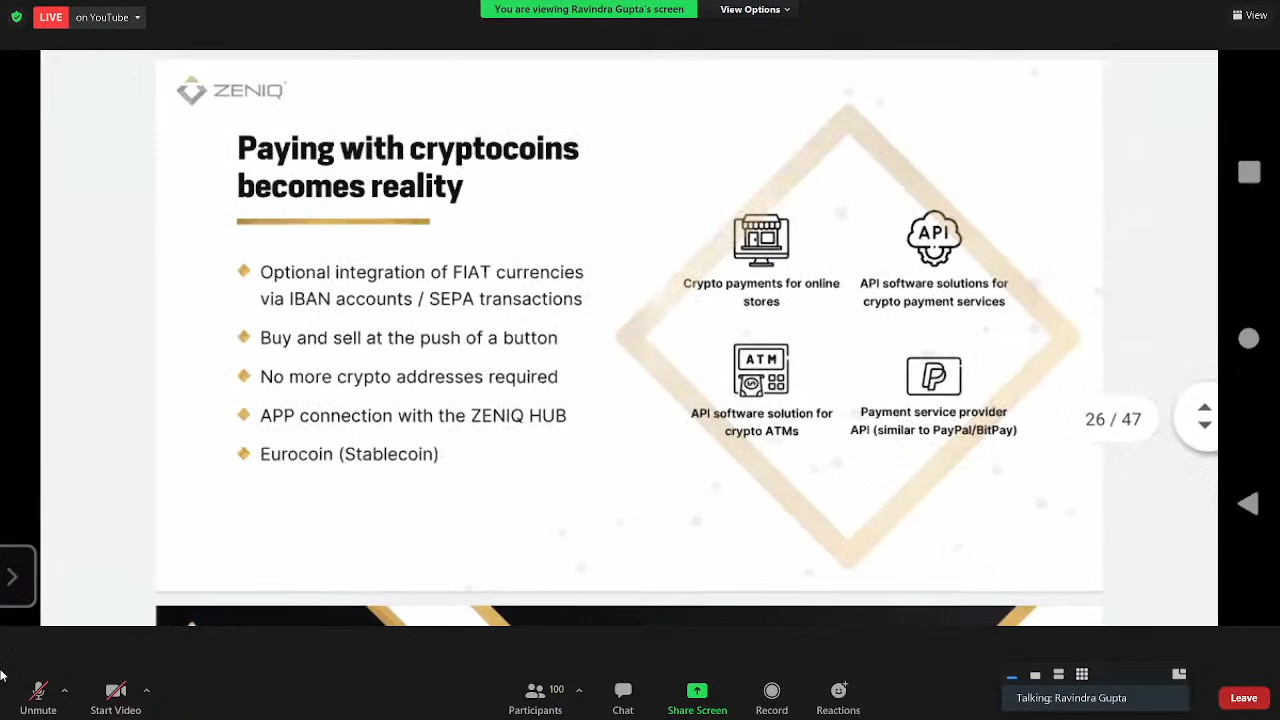 LIVE
on YouTube
You are viewing Ravindra Gupta's screen
View Options
View
ZENIQ
Paying with cryptocoins
becomes reality
Optional integration of FIAT currencies
via IBAN accounts / SEPA transactions
Buy and sell at the push of a button
No more crypto addresses required
APP connection with the ZENIQ HUB
Eurocoin (Stablecoin)
Crypto payments for online
stores
API
API software solutions for
crypto payment services
ATM
API software solution for
crypto ATMs
Payment service provider
API (similar to PayPal/BitPay)
26 / 47
Unmute
Start Video
100
Participants
Chat
Share Screen
Record
Reactions
Talking: Ravindra Gupta
Leave